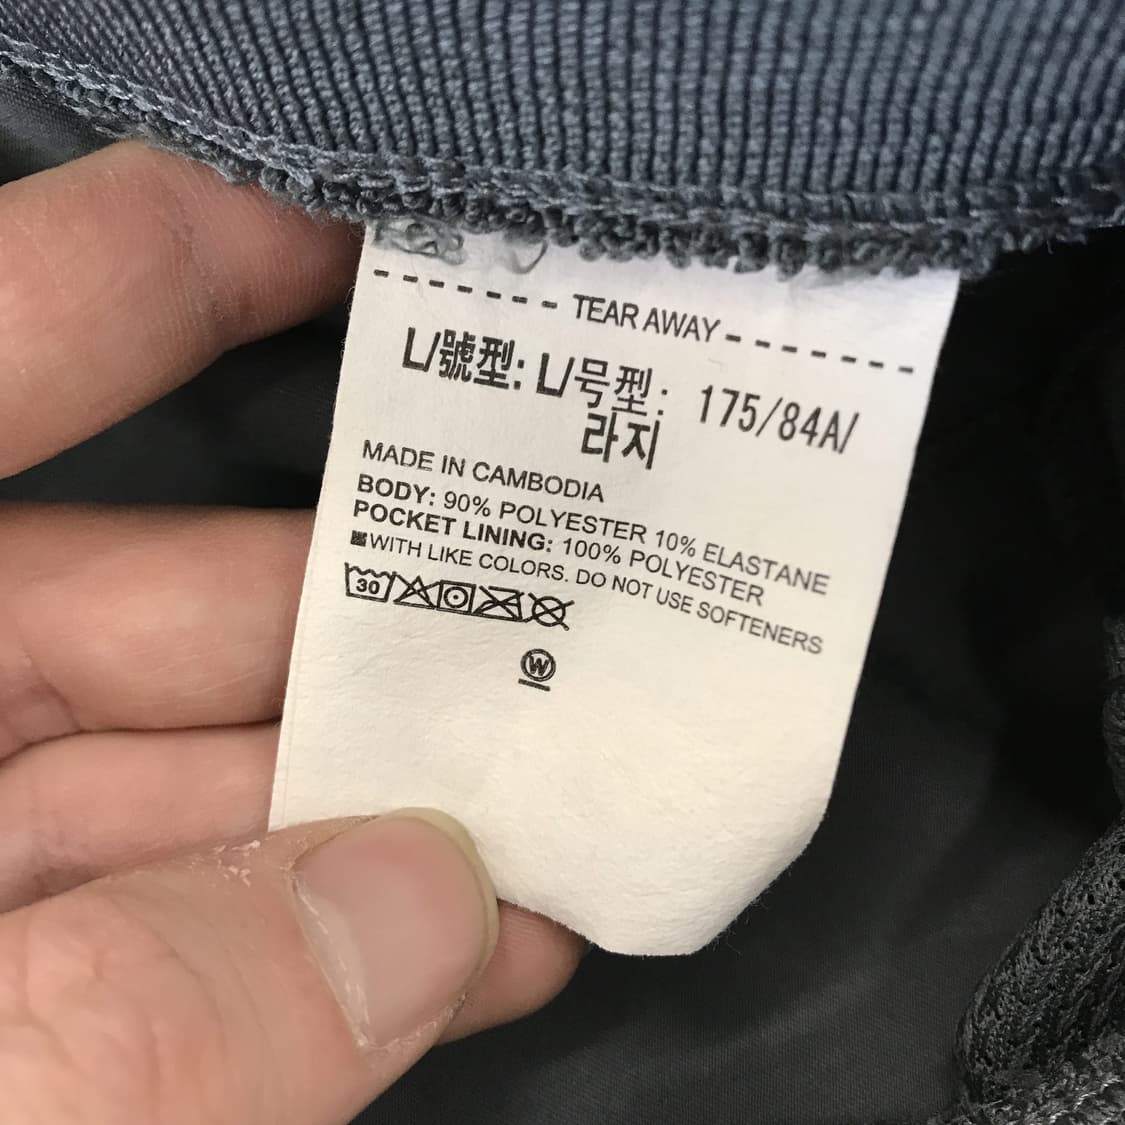 TEAR AWAY
L/號型: L/号型: 175/84A/
라지
MADE IN CAMBODIA
BODY: 90% POLYESTER 10% ELASTANE
POCKET LINING: 100% POLYESTER
WITH LIKE COLORS. DO NOT USE SOFTENERS
30
W